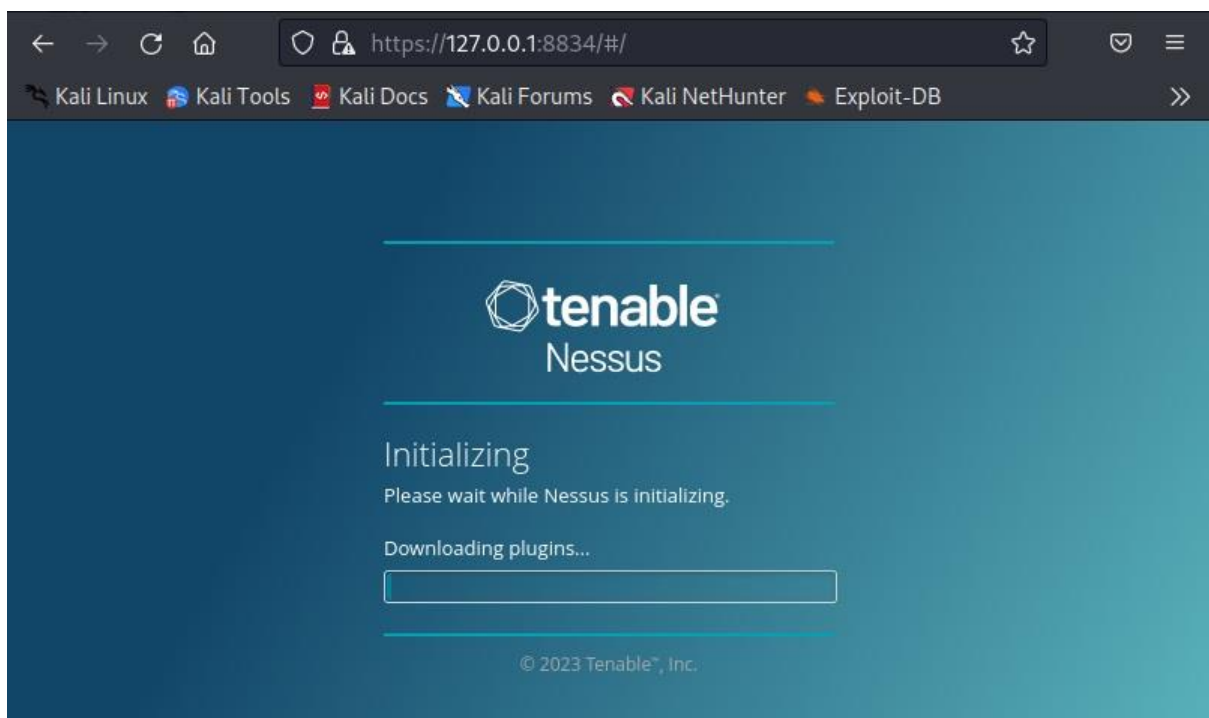 https://127.0.0.1:8834/#/
Kali Linux Kali Tools Kali Docs Kali Forums Kali NetHunter Exploit-DB
tenable
Nessus
Initializing
Please wait while Nessus is initializing.
Downloading plugins...
© 2023 Tenable™, Inc.